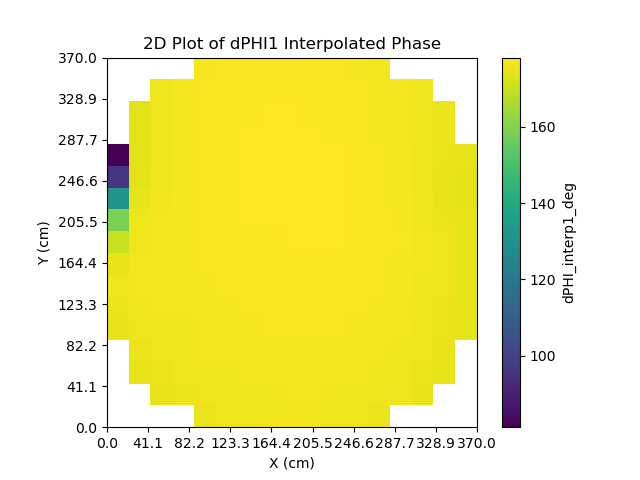 2D Plot of dPHI1 Interpolated Phase
370.0
328.9
287.7
246.6
205.5
164.4
123.3
82.2
41.1
0.0
Y (cm)
0.0 41.1 82.2 123.3 164.4 205.5 246.6 287.7 328.9 370.0
X (cm)
160
140
120
100
dPHI_interp1_deg